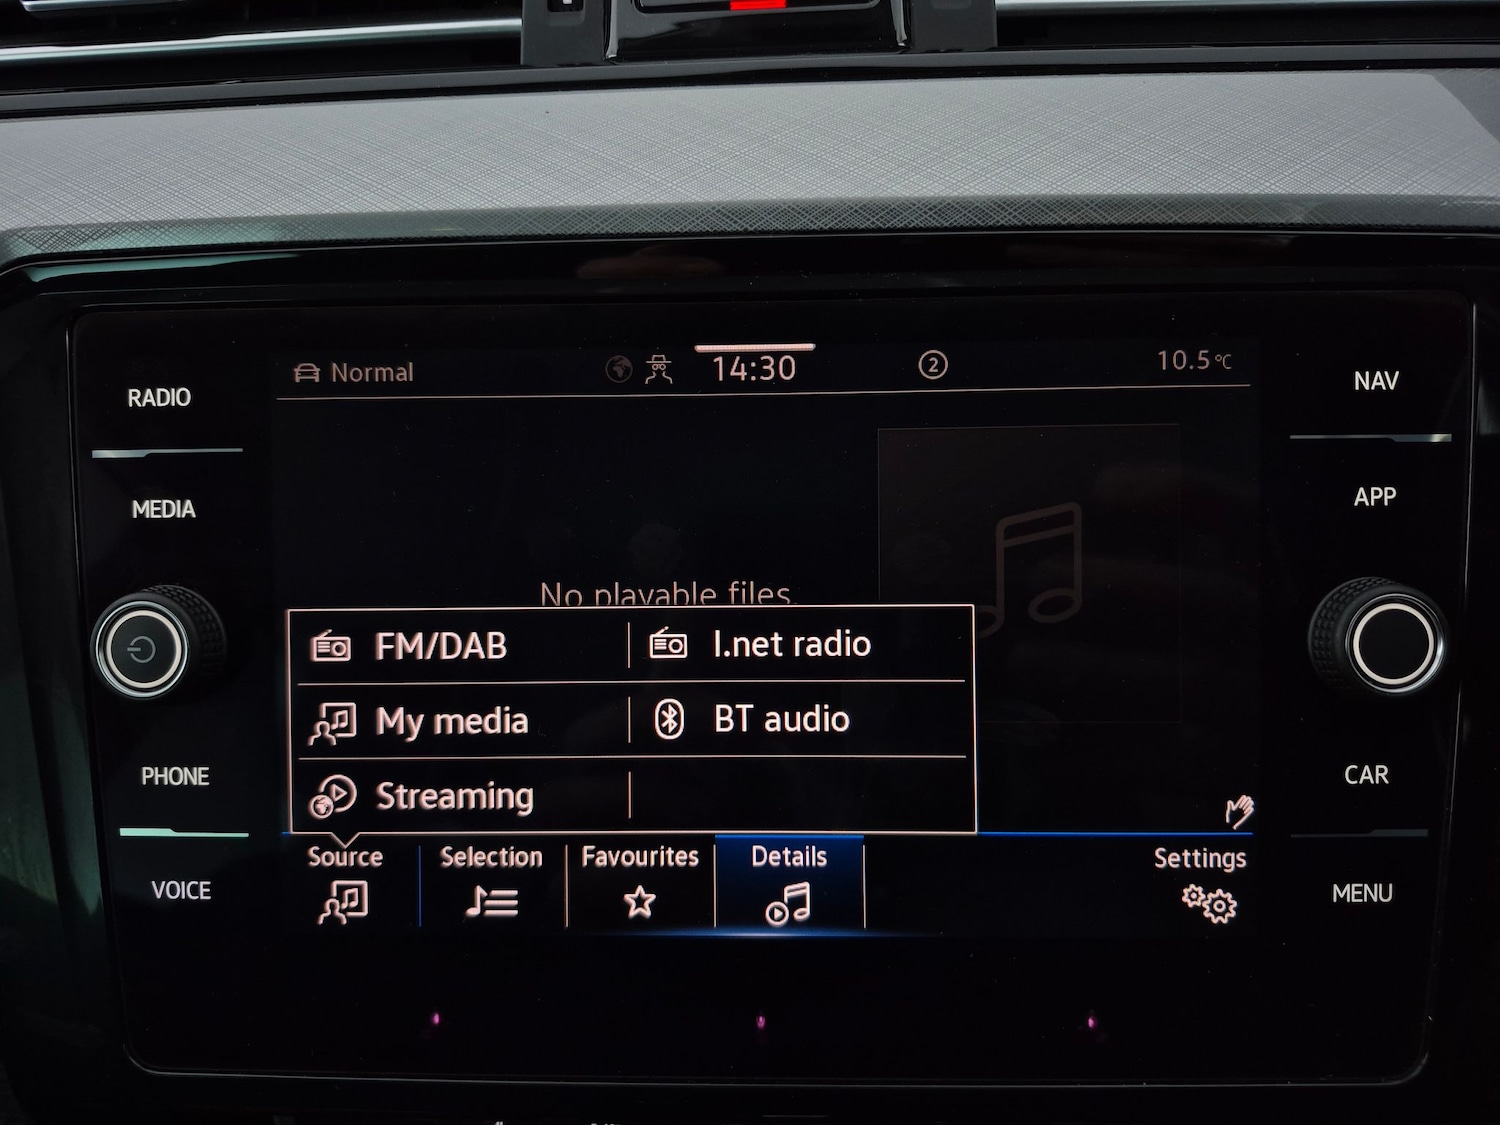 Normal 14:30 2 10.5°C
RADIO
NAV
MEDIA
APP
No playable files.
FM/DAB I.net radio
My media BT audio
Streaming
PHONE
CAR
Source Selection Favourites Details Settings
VOICE
MENU